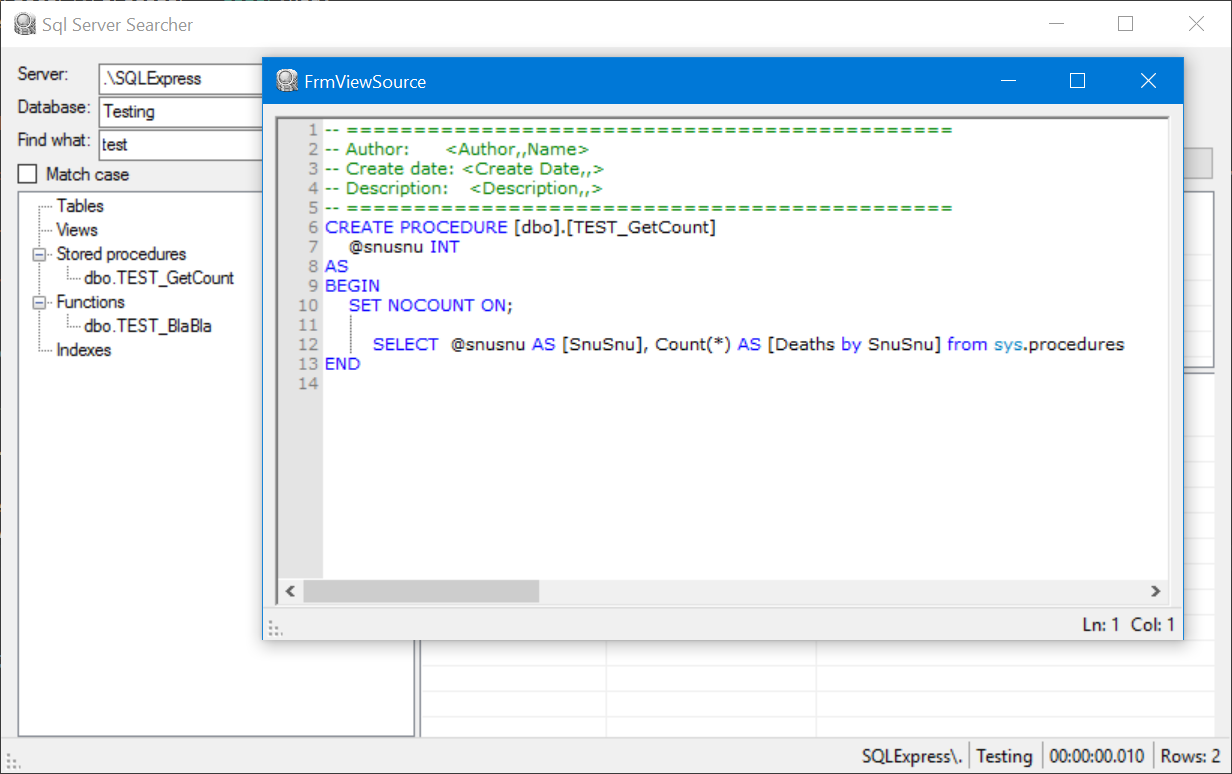 Sql Server Searcher
Server:
.\SQLExpress
Database:
Testing
Find what:
test
Match case
Tables
Views
Stored procedures
dbo.TEST_GetCount
Functions
dbo.TEST_BlaBla
Indexes
FrmViewSource
1 -- =============================================
2 -- Author: <Author,,Name>
3 -- Create date: <Create Date,,>
4 -- Description: <Description,,>
5 -- =============================================
6 CREATE PROCEDURE [dbo].[TEST_GetCount]
7 @snusnu INT
8 AS
9 BEGIN
10 SET NOCOUNT ON;
11
12 SELECT @snusnu AS [SnuSnu], Count(*) AS [Deaths by SnuSnu] from sys.procedures
13 END
14
Ln: 1 Col: 1
SQLExpress\. Testing 00:00:00.010 Rows: 2